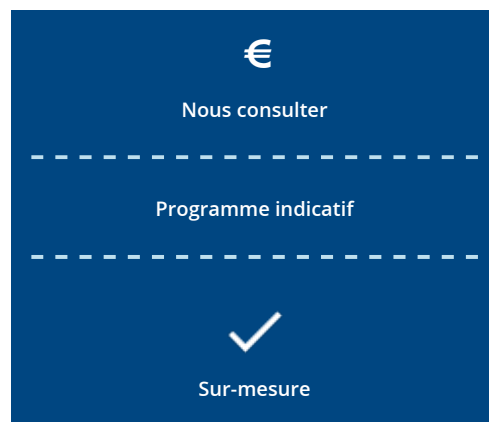 €
Nous consulter
Programme indicatif
Sur-mesure